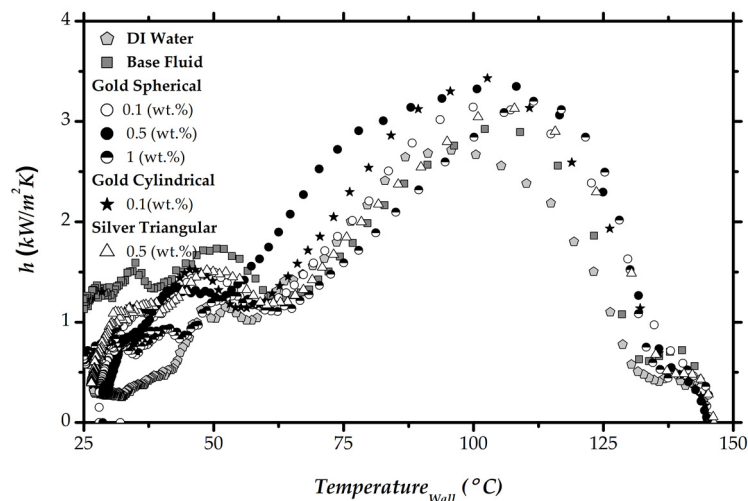 4
3
2
1
0
h (kW/m²K)
DI Water
Base Fluid
Gold Spherical
0.1 (wt.%)
0.5 (wt.%)
1 (wt.%)
Gold Cylindrical
0.1(wt.%)
Silver Triangular
0.5 (wt.%)
25 50 75 100 125 150
Temperature_Wall (°C)